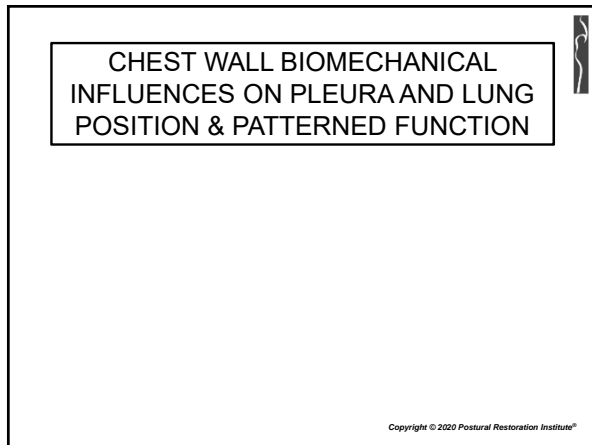 CHEST WALL BIOMECHANICAL
INFLUENCES ON PLEURA AND LUNG
POSITION & PATTERNED FUNCTION
Copyright © 2020 Postural Restoration Institute®